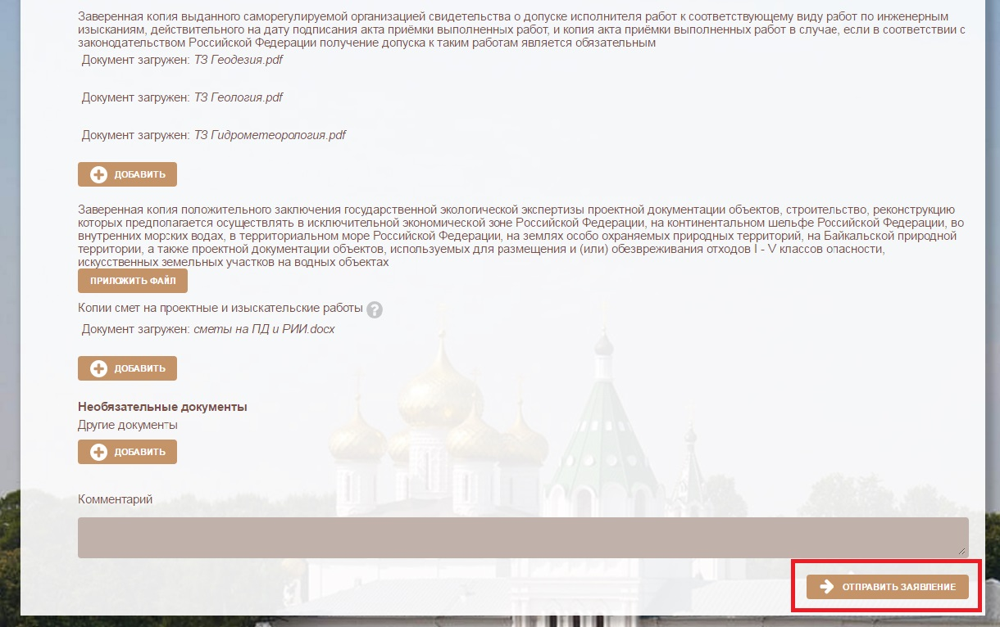 Заверенная копия выданного саморегулируемой организацией свидетельства о допуске исполнителя работ к соответствующему виду работ по инженерным
изысканиям, действительного на дату подписания акта приёмки выполненных работ, и копия акта приёмки выполненных работ в случае, если в соответствии с
законодательством Российской Федерации получение допуска к таким работам является обязательным
Документ загружен: ТЗ Геодезия.pdf
Документ загружен: ТЗ Геология.pdf
Документ загружен: ТЗ Гидрометеорология.pdf
ДОБАВИТЬ
Заверенная копия положительного заключения государственной экологической экспертизы проектной документации объектов, строительство, реконструкцию
которых предполагается осуществлять в исключительной экономической зоне Российской Федерации, на континентальном шельфе Российской Федерации, во
внутренних морских водах, в территориальном море Российской Федерации, на землях особо охраняемых природных территорий, на Байкальской природной
территории, а также проектной документации объектов, используемых для размещения и (или) обезвреживания отходов I - V классов опасности,
искусственных земельных участков на водных объектах
ПРИЛОЖИТЬ ФАЙЛ
Копии смет на проектные и изыскательские работы ?
Документ загружен: сметы на ПД и РИИ.docx
ДОБАВИТЬ
Необязательные документы
Другие документы
ДОБАВИТЬ
Комментарий
ОТПРАВИТЬ ЗАЯВЛЕНИЕ